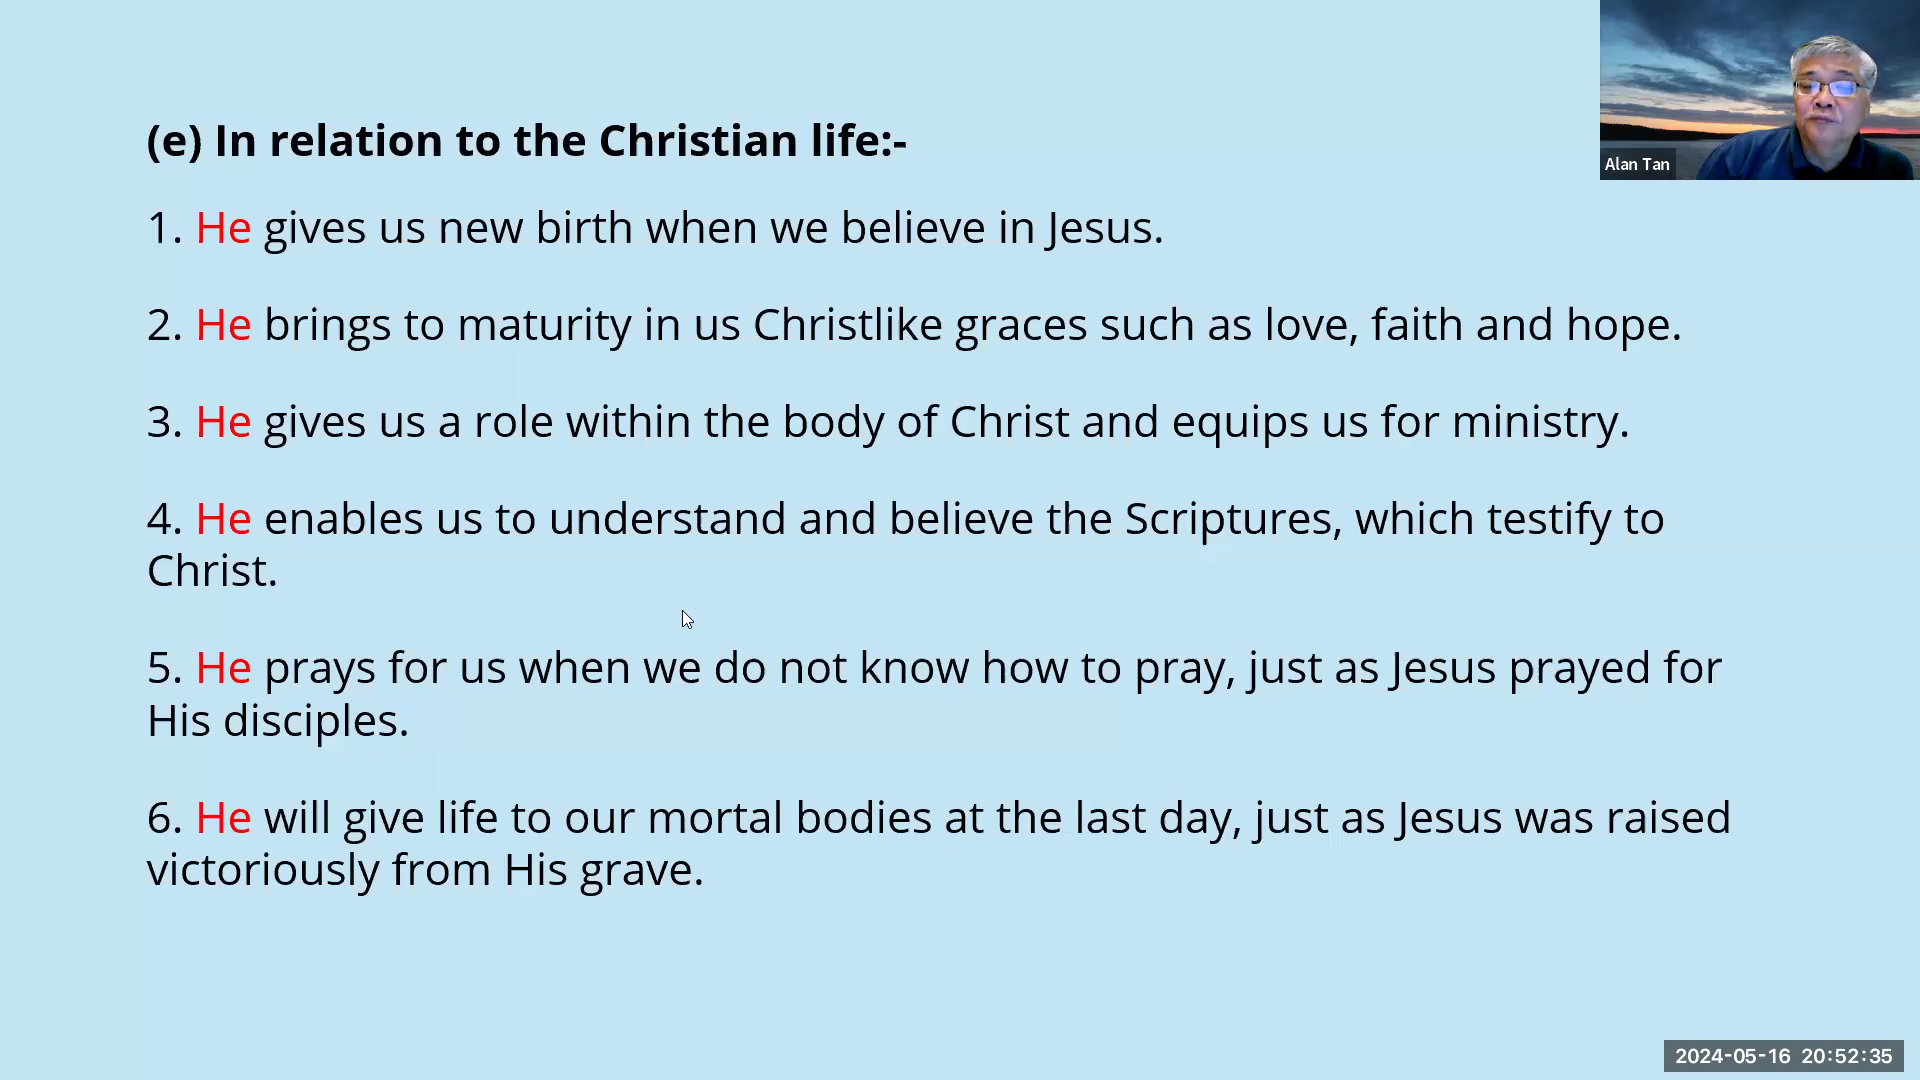 (e) In relation to the Christian life:-
Alan Tan
1. He gives us new birth when we believe in Jesus.
2. He brings to maturity in us Christlike graces such as love, faith and hope.
3. He gives us a role within the body of Christ and equips us for ministry.
4. He enables us to understand and believe the Scriptures, which testify to
Christ.
5. He prays for us when we do not know how to pray, just as Jesus prayed for
His disciples.
6. He will give life to our mortal bodies at the last day, just as Jesus was raised
victoriously from His grave.
2024-05-16 20:52:35